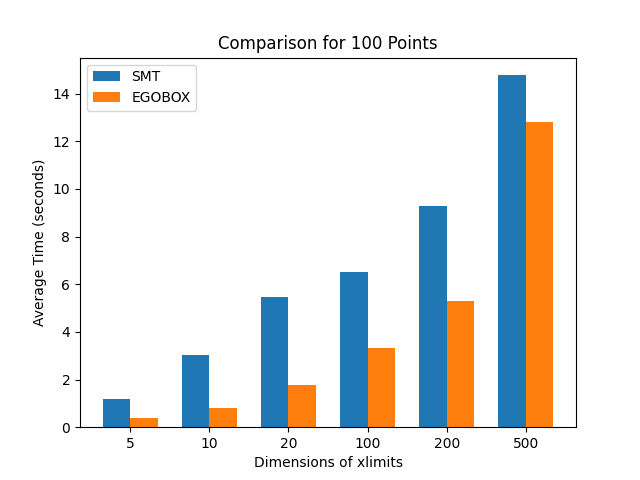 Comparison for 100 Points
SMT
EGOBOX
Average Time (seconds)
14
12
10
8
6
4
2
0
5 10 20 100 200 500
Dimensions of xlimits